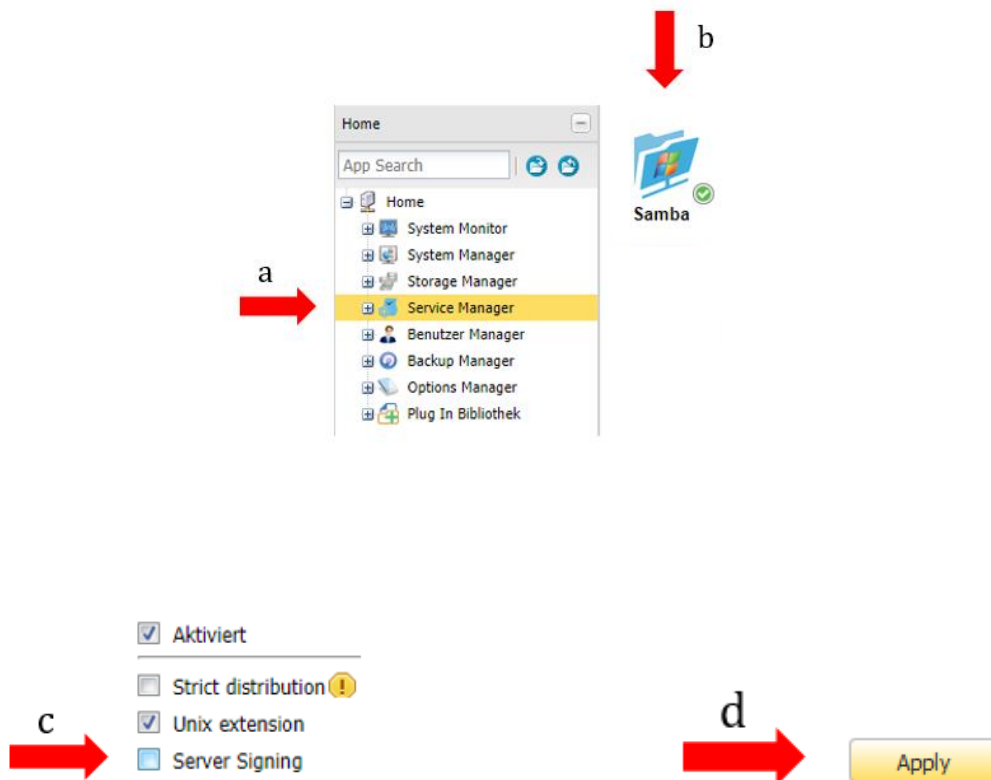 b
Home
App Search
Samba
Home
System Monitor
System Manager
a
Storage Manager
Service Manager
Benutzer Manager
Backup Manager
Options Manager
Plug In Bibliothek
Aktiviert
Strict distribution
c
Unix extension
Server Signing
d
Apply